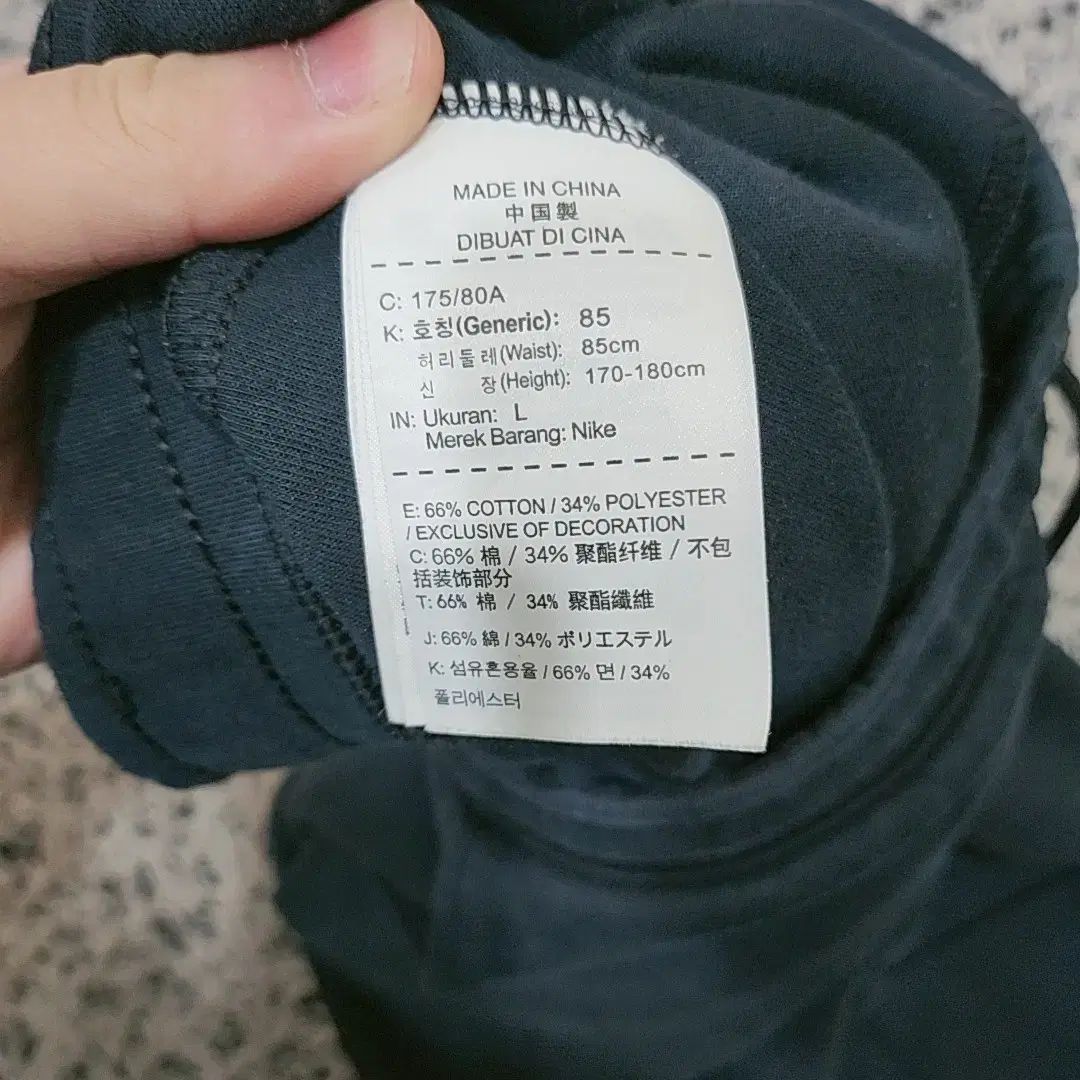 MADE IN CHINA
中国製
DIBUAT DI CINA
C: 175/80A
K: 호칭(Generic): 85
허리둘레(Waist): 85cm
신 장(Height): 170-180cm
IN: Ukuran: L
Merek Barang: Nike
E: 66% COTTON / 34% POLYESTER
/ EXCLUSIVE OF DECORATION
C: 66% 棉 / 34% 聚酯纤维 / 不包
括装饰部分
T: 66% 棉 / 34% 聚酯纖維
J: 66% 綿 / 34% ポリエステル
K: 섬유혼용율 / 66% 면 / 34%
폴리에스터